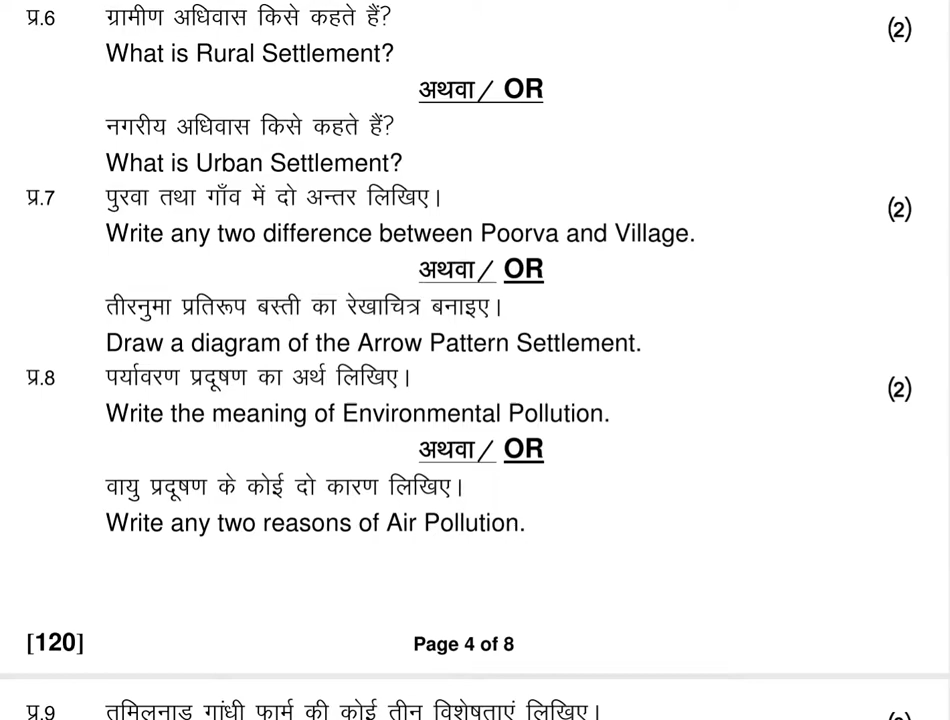 प्र.6 ग्रामीण अधिवास किसे कहते हैं? (2)
What is Rural Settlement?
अथवा / OR
नगरीय अधिवास किसे कहते हैं?
What is Urban Settlement?
प्र.7 पुरवा तथा गाँव में दो अन्तर लिखिए। (2)
Write any two difference between Poorva and Village.
अथवा / OR
तीरनुमा प्रतिरूप बस्ती का रेखाचित्र बनाइए।
Draw a diagram of the Arrow Pattern Settlement.
प्र.8 पर्यावरण प्रदूषण का अर्थ लिखिए। (2)
Write the meaning of Environmental Pollution.
अथवा / OR
वायु प्रदूषण के कोई दो कारण लिखिए।
Write any two reasons of Air Pollution.
[120] Page 4 of 8
प्र.9 तमिलनाडु गांधी फार्म की कोई तीन विशेषताएं लिखिए।